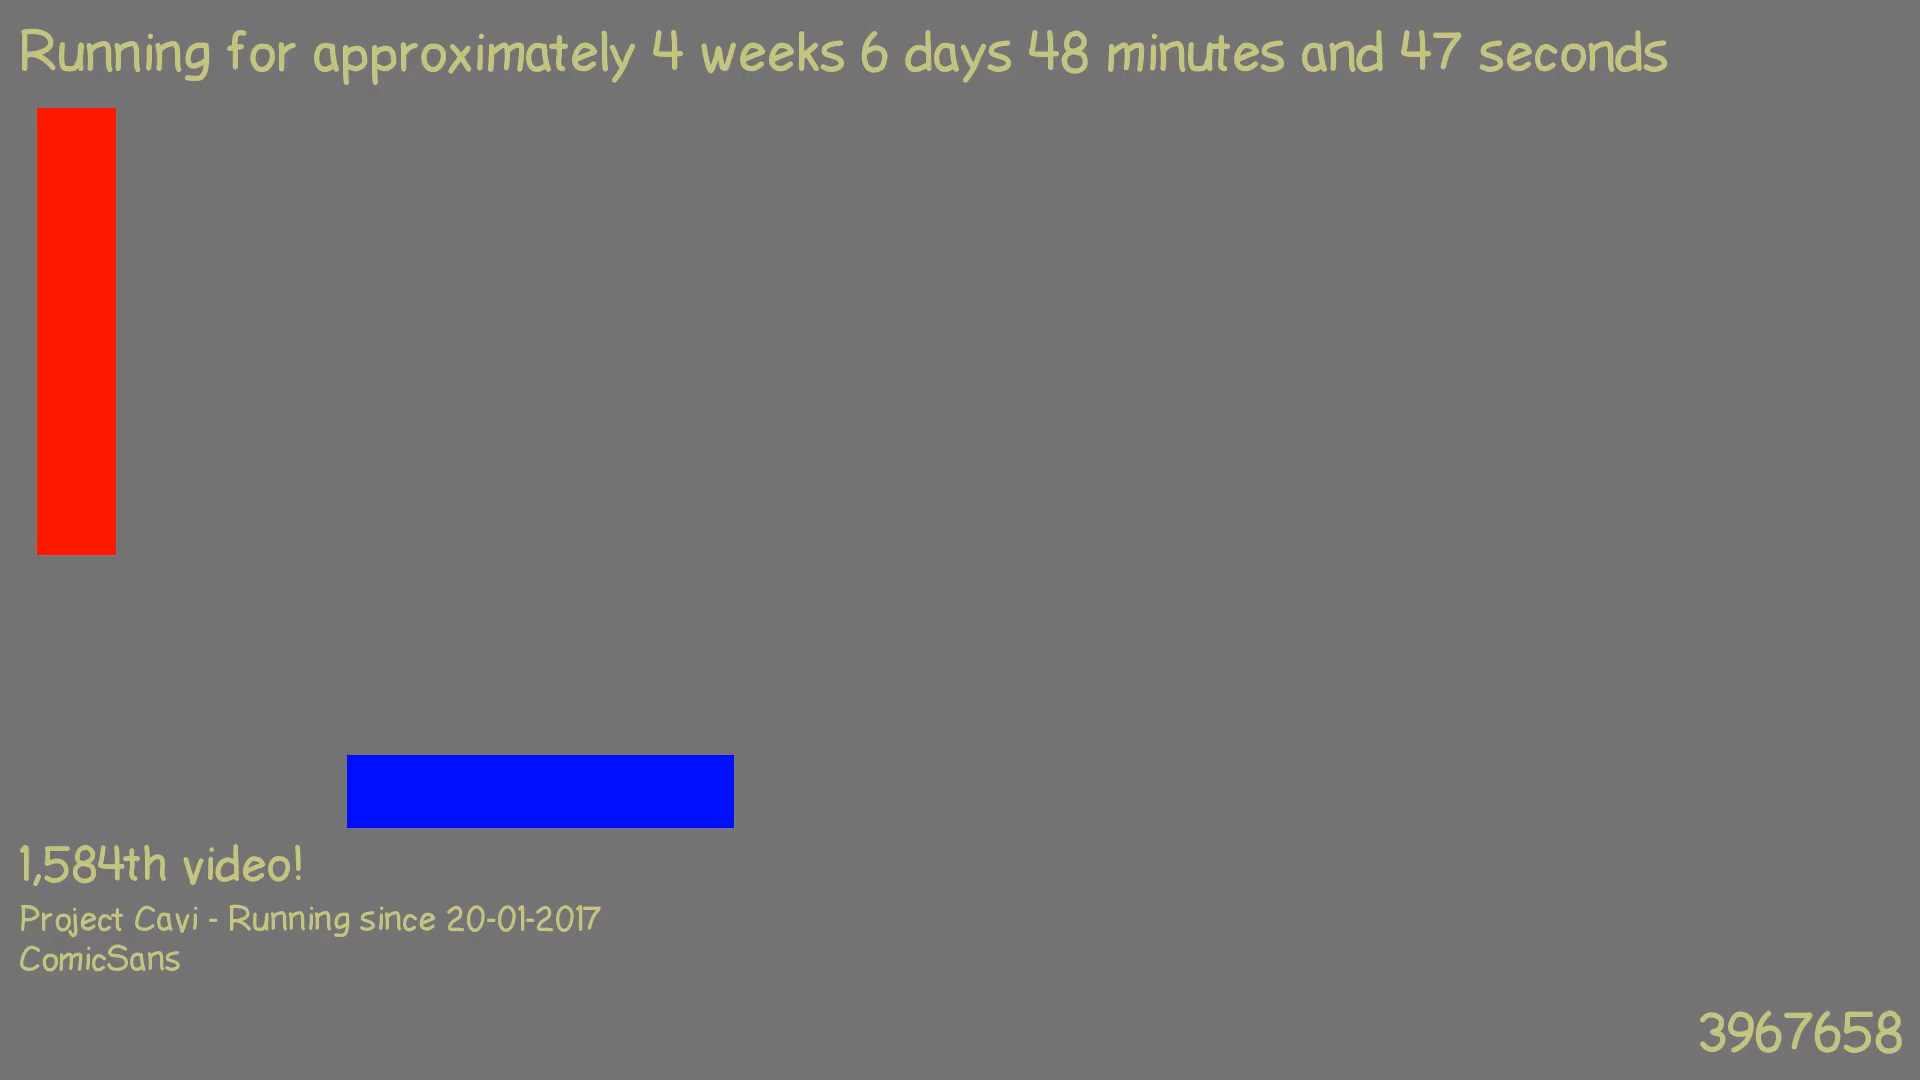 Running for approximately 4 weeks 6 days 48 minutes and 47 seconds
1,584th video!
Project Cavi - Running since 20-01-2017
ComicSans
3967658